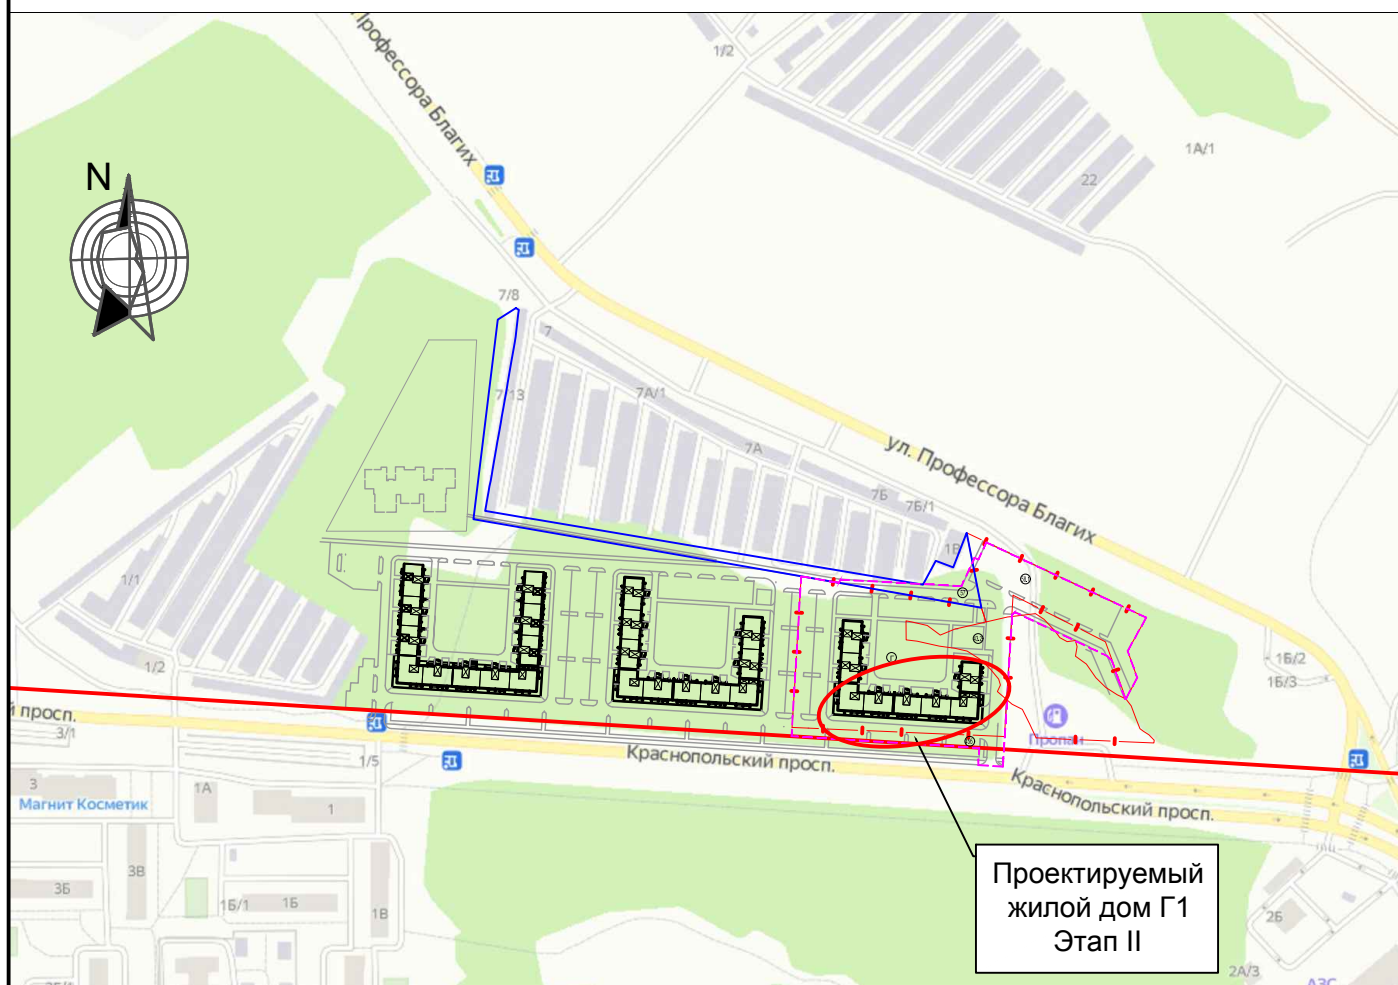 Профессора Благих
1/2
1А/1
22
N
7/8
7
7/13
7А/1
7А
ул. Профессора Благих
7Б
7Б/1
1В
1/1
1/2
1Б/2
1Б/3
й просп.
3/1
1/5
Пропан
Краснопольский просп.
Краснопольский просп.
3
1А
1
Магнит Косметик
3В
3Б
1Б/1
1Б
1В
2Б
2А/3
АЗС
Проектируемый
жилой дом Г1
Этап II